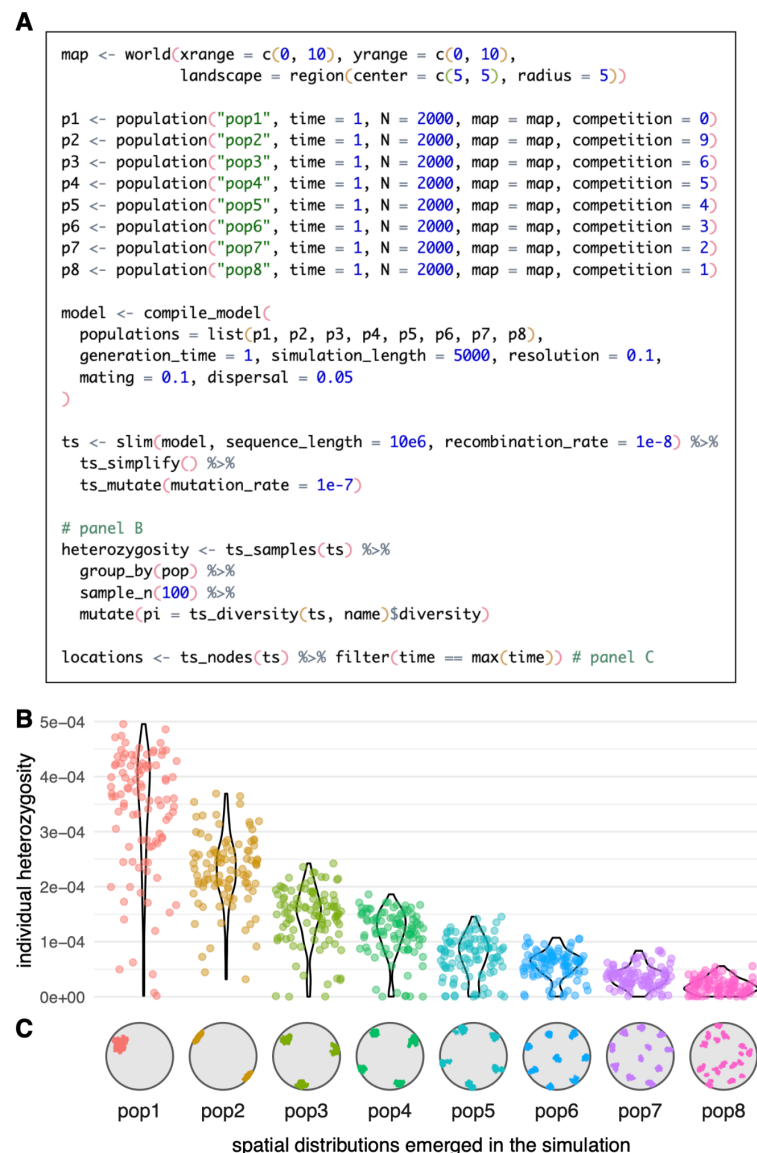 A
map <- world(xrange = c(0, 10), yrange = c(0, 10),
landscape = region(center = c(5, 5), radius = 5))
p1 <- population("pop1", time = 1, N = 2000, map = map, competition = 0)
p2 <- population("pop2", time = 1, N = 2000, map = map, competition = 9)
p3 <- population("pop3", time = 1, N = 2000, map = map, competition = 6)
p4 <- population("pop4", time = 1, N = 2000, map = map, competition = 5)
p5 <- population("pop5", time = 1, N = 2000, map = map, competition = 4)
p6 <- population("pop6", time = 1, N = 2000, map = map, competition = 3)
p7 <- population("pop7", time = 1, N = 2000, map = map, competition = 2)
p8 <- population("pop8", time = 1, N = 2000, map = map, competition = 1)
model <- compile_model(
populations = list(p1, p2, p3, p4, p5, p6, p7, p8),
generation_time = 1, simulation_length = 5000, resolution = 0.1,
mating = 0.1, dispersal = 0.05
)
ts <- slim(model, sequence_length = 10e6, recombination_rate = 1e-8) %>%
ts_simplify() %>%
ts_mutate(mutation_rate = 1e-7)
# panel B
heterozygosity <- ts_samples(ts) %>%
group_by(pop) %>%
sample_n(100) %>%
mutate(pi = ts_diversity(ts, name)$diversity)
locations <- ts_nodes(ts) %>% filter(time == max(time)) # panel C
B
individual heterozygosity
5e−04
4e−04
3e−04
2e−04
1e−04
0e+00
C
pop1 pop2 pop3 pop4 pop5 pop6 pop7 pop8
spatial distributions emerged in the simulation